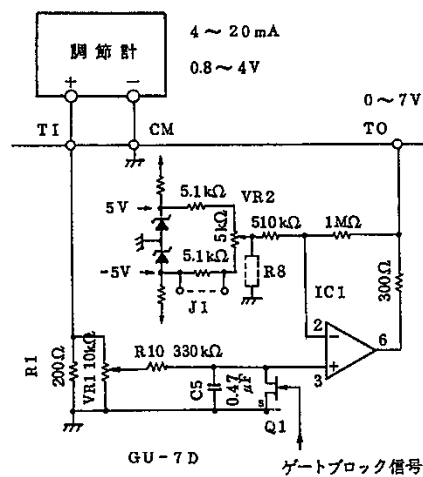 調節計
+ −
4～20mA
0.8～4V
0～7V
TI CM TO
5V
5.1kΩ
VR2
5kΩ
510kΩ
1MΩ
-5V
5.1kΩ
R8
J1
300Ω
IC1
2
−
6
+
3
R1
200Ω
VR1 10kΩ
R10 330kΩ
C5
0.47μF
s
Q1
GU-7D
ゲートブロック信号